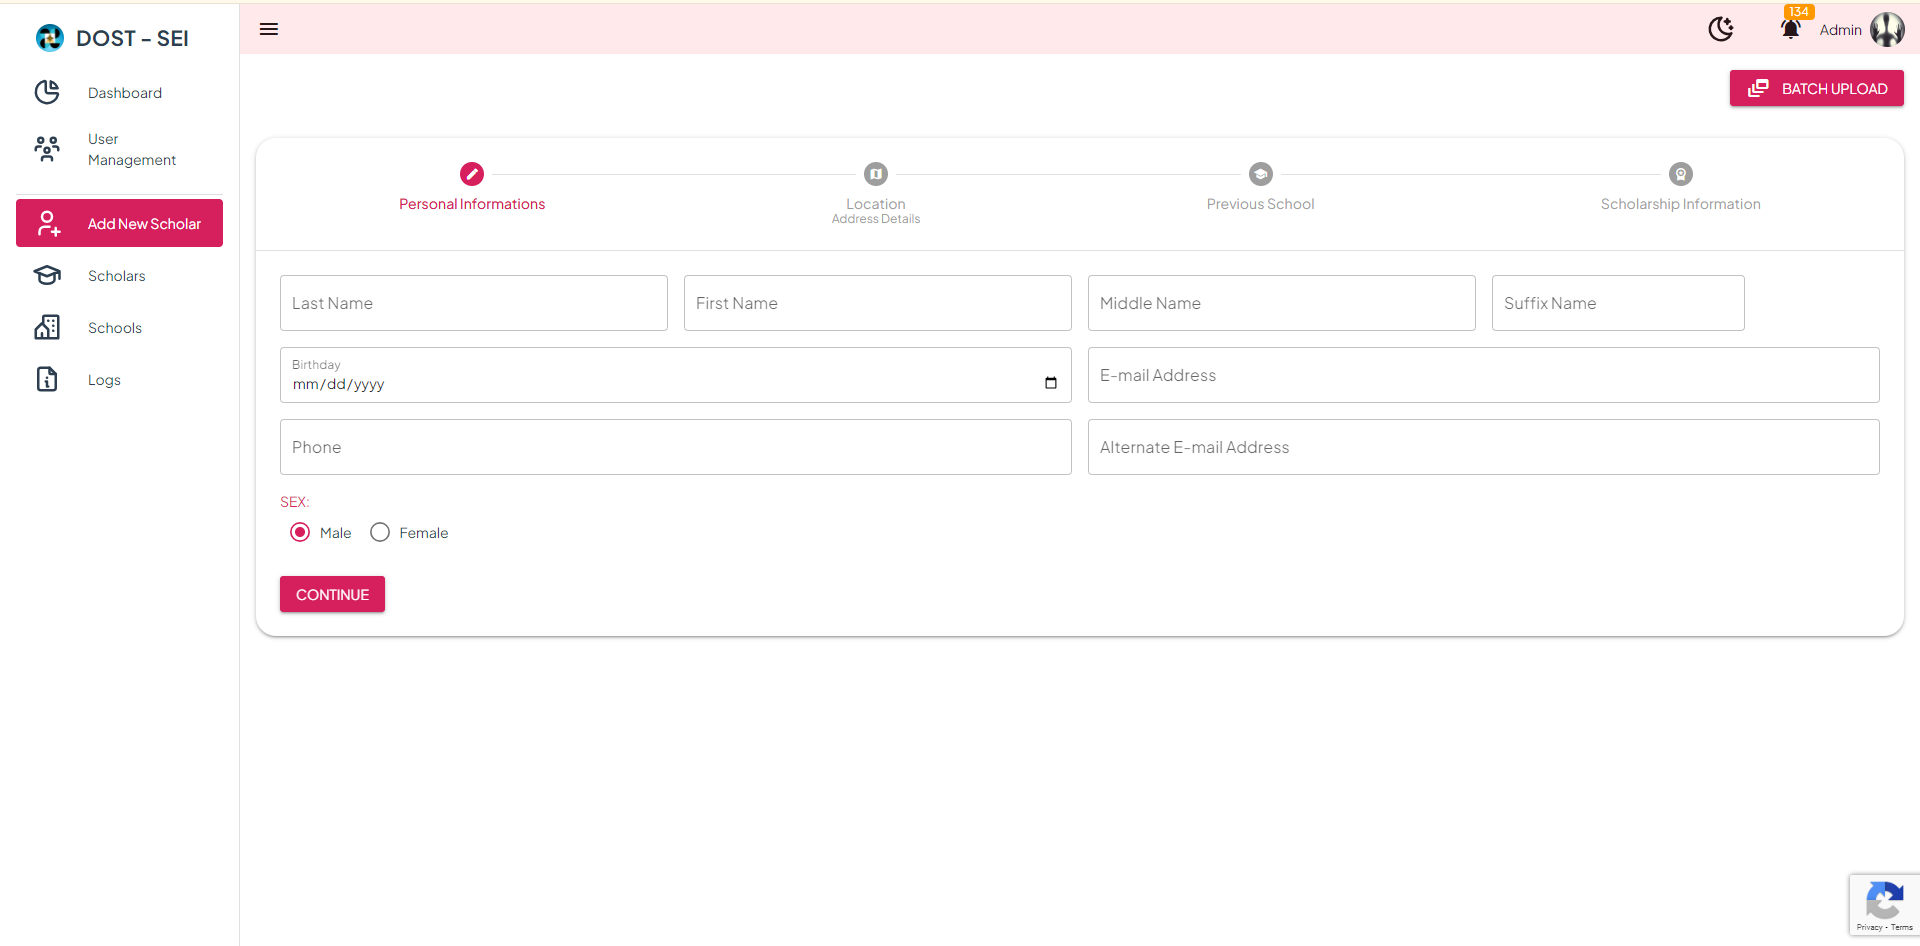 DOST - SEI
134
Admin
Dashboard
User
Management
Add New Scholar
Scholars
Schools
Logs
BATCH UPLOAD
Personal Informations
Location
Address Details
Previous School
Scholarship Information
Last Name
First Name
Middle Name
Suffix Name
Birthday
mm/dd/yyyy
E-mail Address
Phone
Alternate E-mail Address
SEX:
Male
Female
CONTINUE
Privacy - Terms